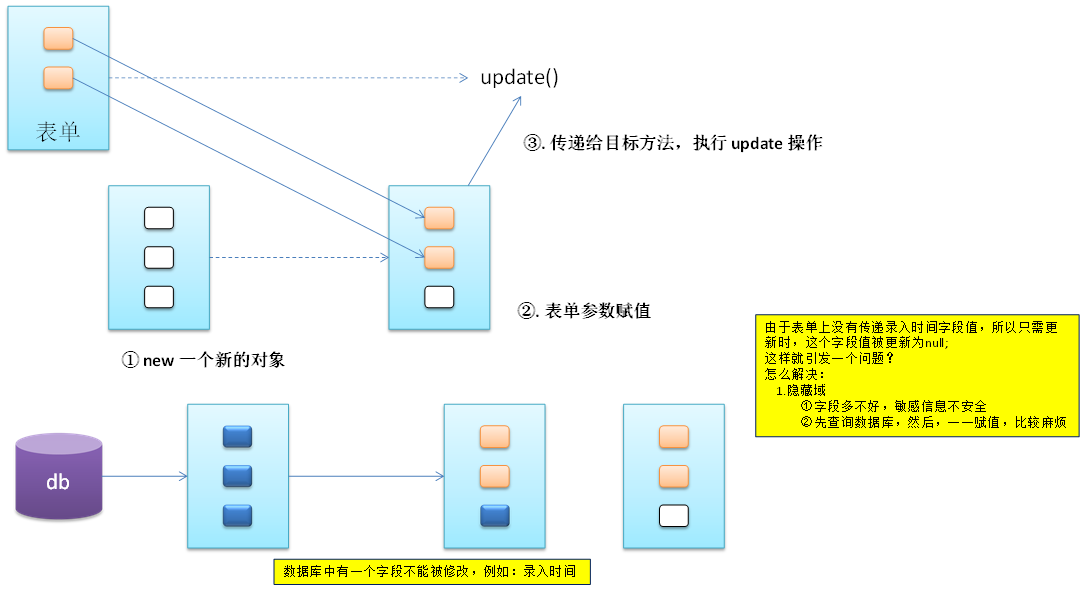 表单
update()
③. 传递给目标方法，执行 update 操作
②. 表单参数赋值
① new 一个新的对象
由于表单上没有传递录入时间字段值，所以只需更
新时，这个字段值被更新为null;
这样就引发一个问题？
怎么解决：
1.隐藏域
①字段多不好，敏感信息不安全
②先查询数据库，然后，一一赋值，比较麻烦
db
数据库中有一个字段不能被修改，例如：录入时间